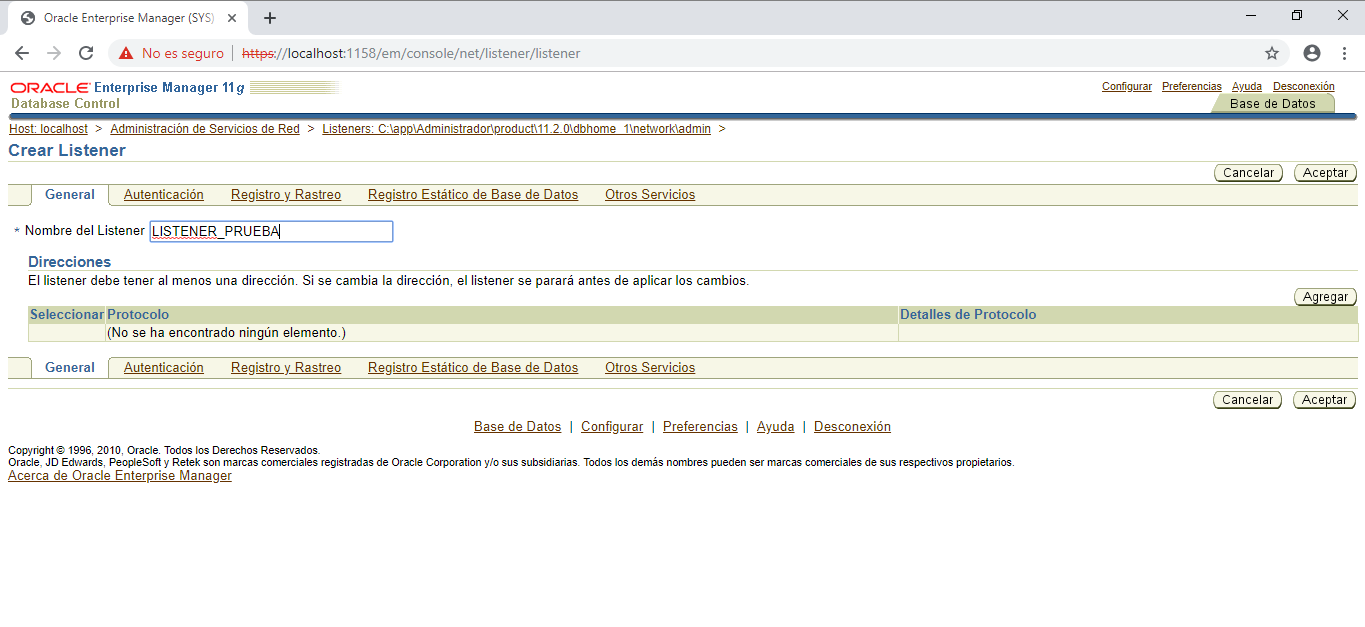 Oracle Enterprise Manager (SYS)
No es seguro | https://localhost:1158/em/console/net/listener/listener
ORACLE Enterprise Manager 11g
Database Control
Configurar Preferencias Ayuda Desconexión
Base de Datos
Host: localhost > Administración de Servicios de Red > Listeners: C:\app\Administrador\product\11.2.0\dbhome_1\network\admin >
Crear Listener
Cancelar Aceptar
General Autenticación Registro y Rastreo Registro Estático de Base de Datos Otros Servicios
* Nombre del Listener LISTENER_PRUEBA
Direcciones
El listener debe tener al menos una dirección. Si se cambia la dirección, el listener se parará antes de aplicar los cambios.
Agregar
Seleccionar Protocolo Detalles de Protocolo
(No se ha encontrado ningún elemento.)
General Autenticación Registro y Rastreo Registro Estático de Base de Datos Otros Servicios
Cancelar Aceptar
Base de Datos | Configurar | Preferencias | Ayuda | Desconexión
Copyright © 1996, 2010, Oracle. Todos los Derechos Reservados.
Oracle, JD Edwards, PeopleSoft y Retek son marcas comerciales registradas de Oracle Corporation y/o sus subsidiarias. Todos los demás nombres pueden ser marcas comerciales de sus respectivos propietarios.
Acerca de Oracle Enterprise Manager